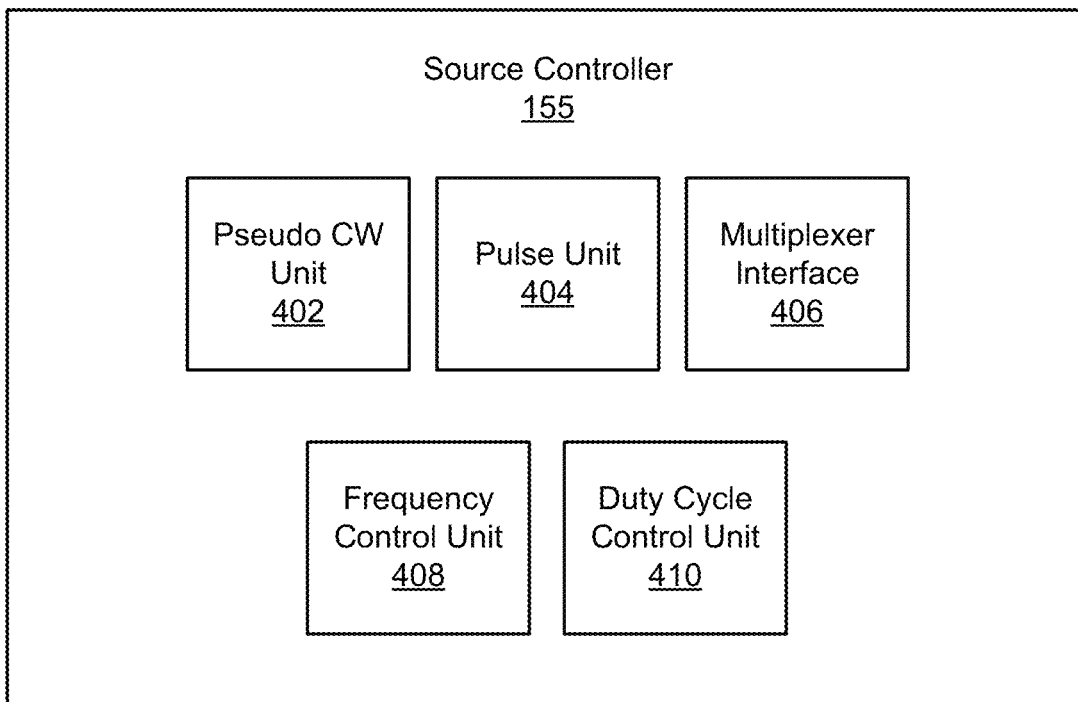 Source Controller
155
Pseudo CW
Unit
402
Pulse Unit
404
Multiplexer
Interface
406
Frequency
Control Unit
408
Duty Cycle
Control Unit
410